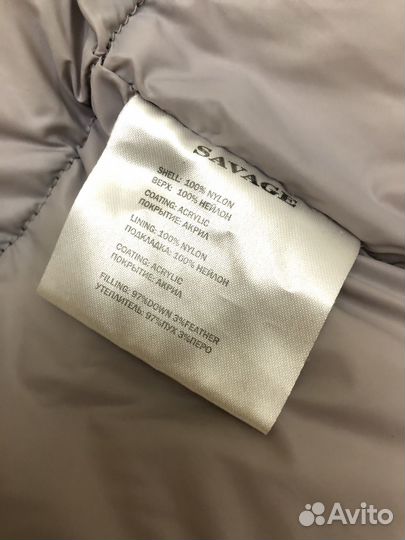 SAVAGE
SHELL: 100% NYLON
ВЕРХ: 100% НЕЙЛОН
COATING: ACRYLIC
ПОКРЫТИЕ: АКРИЛ
LINING: 100% NYLON
ПОДКЛАДКА: 100% НЕЙЛОН
COATING: ACRYLIC
ПОКРЫТИЕ: АКРИЛ
FILLING: 97%DOWN 3%FEATHER
УТЕПЛИТЕЛЬ: 97%ПУХ 3%ПЕРО
Avito